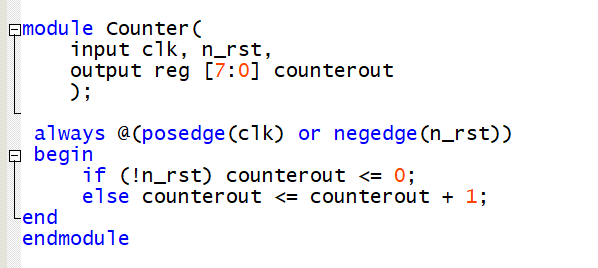 module Counter(
input clk, n_rst,
output reg [7:0] counterout
);
always @(posedge(clk) or negedge(n_rst))
begin
if (!n_rst) counterout <= 0;
else counterout <= counterout + 1;
end
endmodule